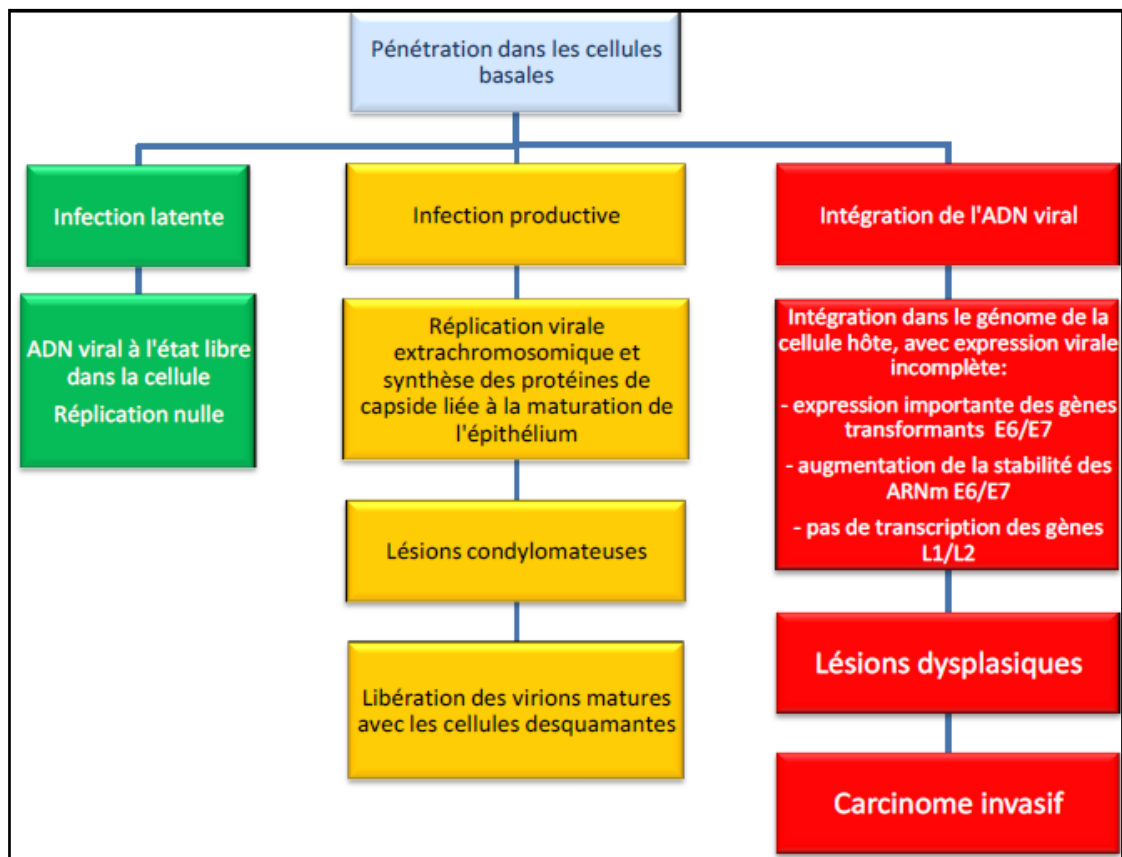 Pénétration dans les cellules
basales
Infection latente
ADN viral à l'état libre
dans la cellule
Réplication nulle
Infection productive
Réplication virale
extrachromosomique et
synthèse des protéines de
capside liée à la maturation de
l'épithélium
Lésions condylomateuses
Libération des virions matures
avec les cellules desquamantes
Intégration de l'ADN viral
Intégration dans le génome de la
cellule hôte, avec expression virale
incomplète:
- expression importante des gènes
transformants E6/E7
- augmentation de la stabilité des
ARNm E6/E7
- pas de transcription des gènes
L1/L2
Lésions dysplasiques
Carcinome invasif